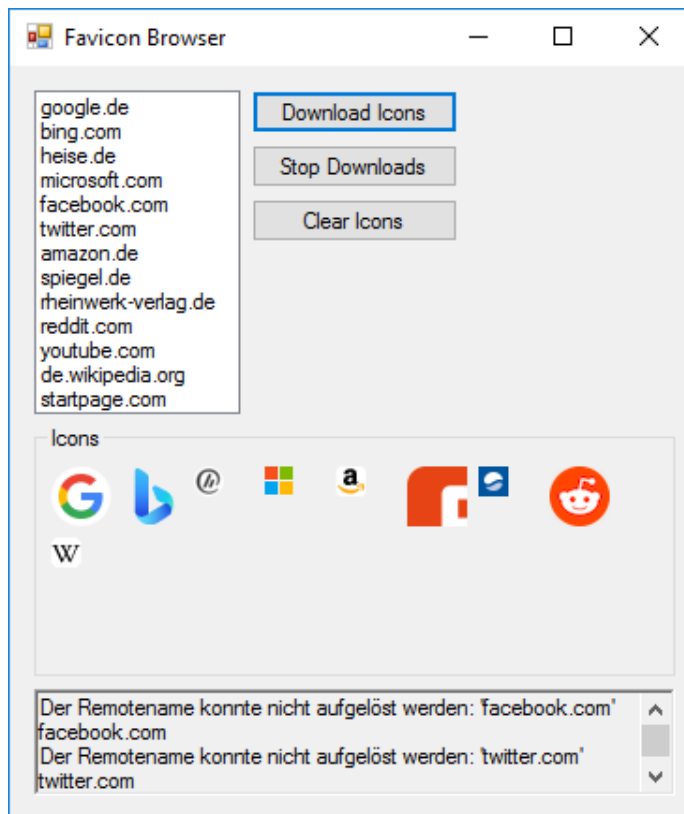 Favicon Browser
google.de
bing.com
heise.de
microsoft.com
facebook.com
twitter.com
amazon.de
spiegel.de
rheinwerk-verlag.de
reddit.com
youtube.com
de.wikipedia.org
startpage.com
Download Icons
Stop Downloads
Clear Icons
Icons
G
a
W
Der Remotename konnte nicht aufgelöst werden: 'facebook.com'
facebook.com
Der Remotename konnte nicht aufgelöst werden: 'twitter.com'
twitter.com